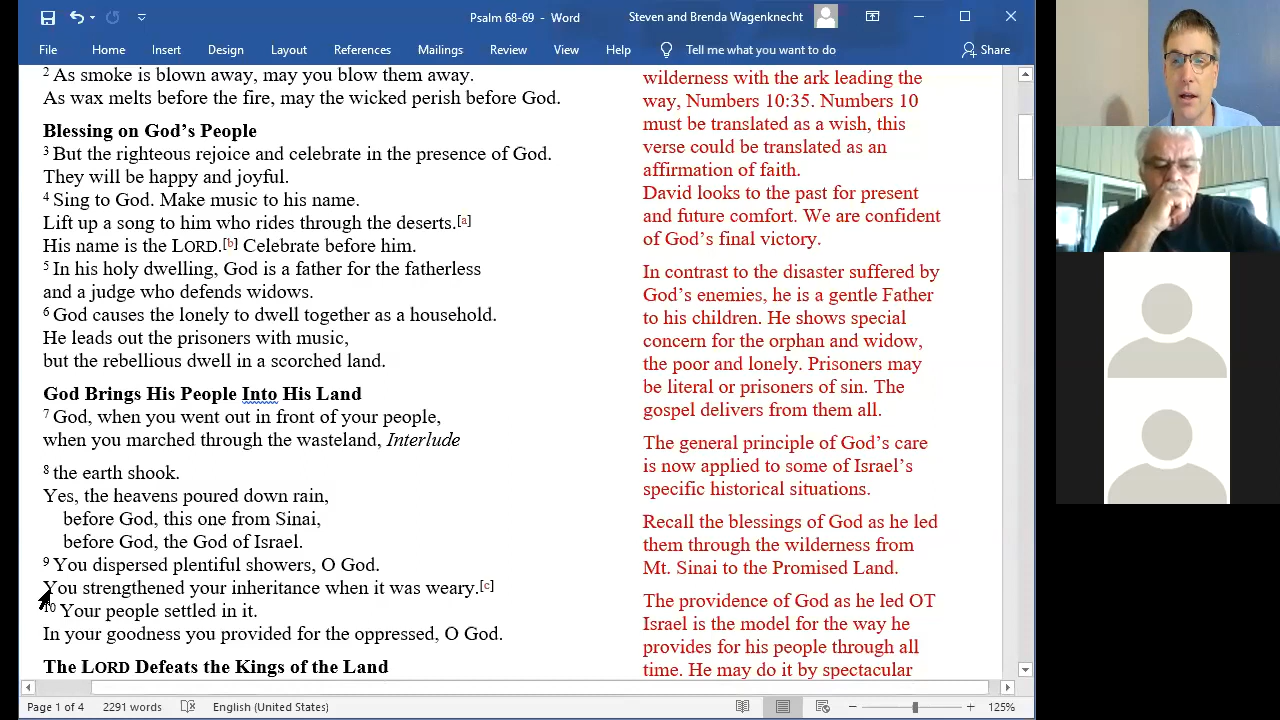 Psalm 68-69 - Word
Steven and Brenda Wagenknecht
File Home Insert Design Layout References Mailings Review View Help Tell me what you want to do Share
2 As smoke is blown away, may you blow them away.
As wax melts before the fire, may the wicked perish before God.
Blessing on God's People
3 But the righteous rejoice and celebrate in the presence of God.
They will be happy and joyful.
4 Sing to God. Make music to his name.
Lift up a song to him who rides through the deserts.[a]
His name is the LORD.[b] Celebrate before him.
5 In his holy dwelling, God is a father for the fatherless
and a judge who defends widows.
6 God causes the lonely to dwell together as a household.
He leads out the prisoners with music,
but the rebellious dwell in a scorched land.
God Brings His People Into His Land
7 God, when you went out in front of your people,
when you marched through the wasteland, Interlude
8 the earth shook.
Yes, the heavens poured down rain,
before God, this one from Sinai,
before God, the God of Israel.
9 You dispersed plentiful showers, O God.
You strengthened your inheritance when it was weary.[c]
10 Your people settled in it.
In your goodness you provided for the oppressed, O God.
The LORD Defeats the Kings of the Land
wilderness with the ark leading the
way, Numbers 10:35. Numbers 10
must be translated as a wish, this
verse could be translated as an
affirmation of faith.
David looks to the past for present
and future comfort. We are confident
of God's final victory.
In contrast to the disaster suffered by
God's enemies, he is a gentle Father
to his children. He shows special
concern for the orphan and widow,
the poor and lonely. Prisoners may
be literal or prisoners of sin. The
gospel delivers from them all.
The general principle of God's care
is now applied to some of Israel's
specific historical situations.
Recall the blessings of God as he led
them through the wilderness from
Mt. Sinai to the Promised Land.
The providence of God as he led OT
Israel is the model for the way he
provides for his people through all
time. He may do it by spectacular
Page 1 of 4 2291 words English (United States) 125%